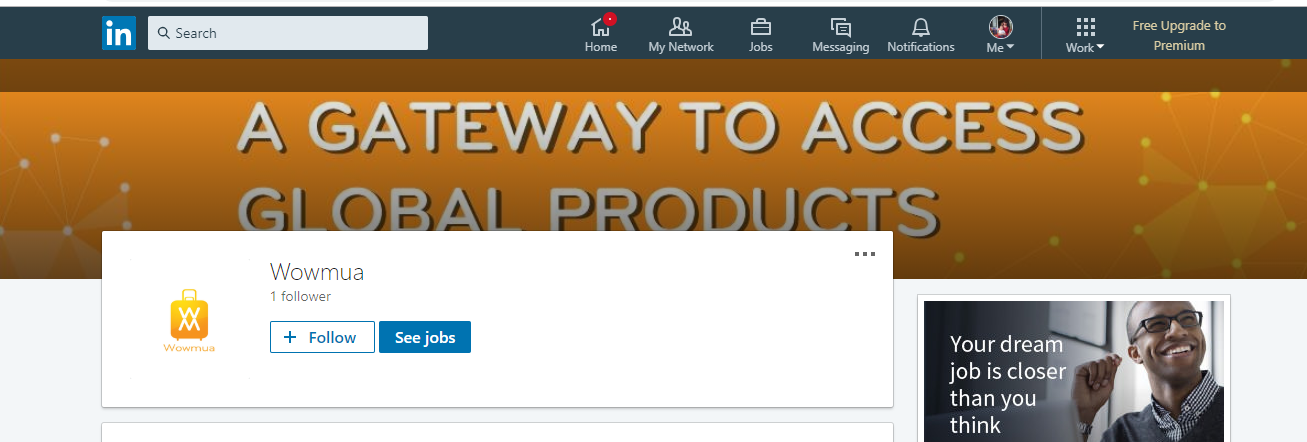 in
Search
Home
My Network
Jobs
Messaging
Notifications
Me
Work
Free Upgrade to
Premium
A GATEWAY TO ACCESS
GLOBAL PRODUCTS
Wowmua
1 follower
Wowmua
+ Follow
See jobs
Your dream
job is closer
than you
think